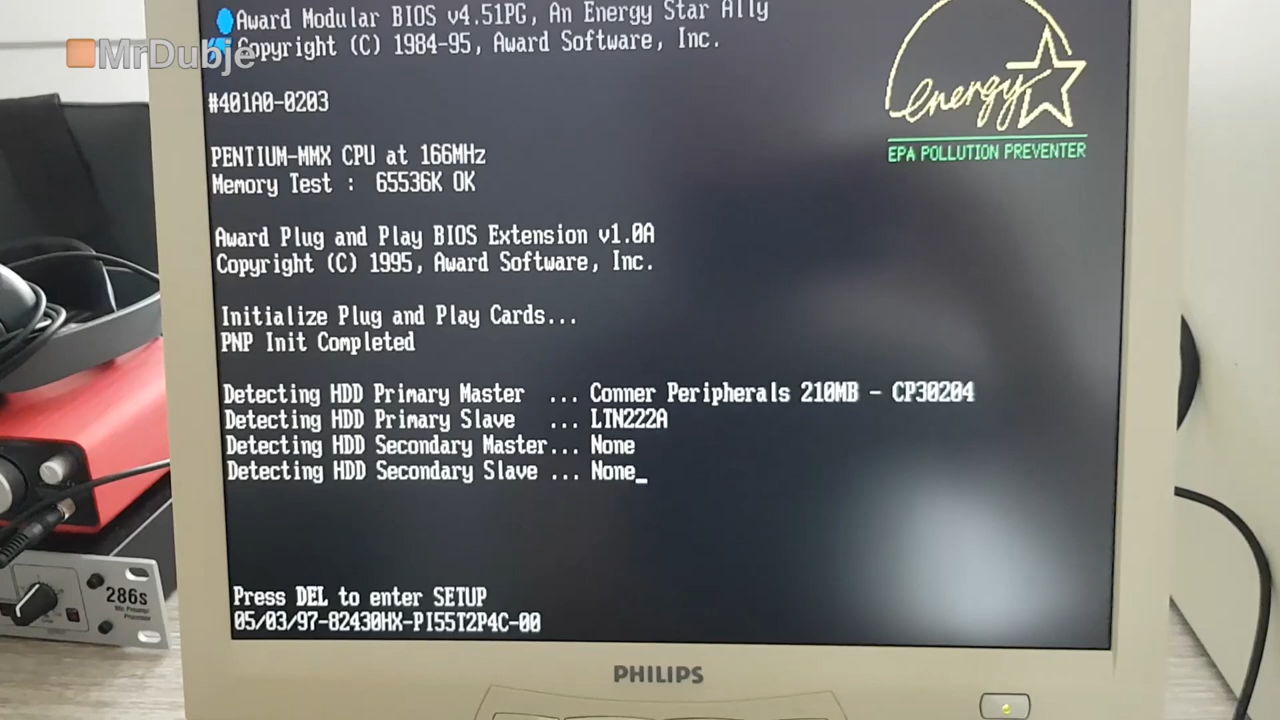 Award Modular BIOS v4.51PG, An Energy Star Ally
Copyright (C) 1984-95, Award Software, Inc.
MrDubje
#401A0-0203
energy
EPA POLLUTION PREVENTER
PENTIUM-MMX CPU at 166MHz
Memory Test : 65536K OK
Award Plug and Play BIOS Extension v1.0A
Copyright (C) 1995, Award Software, Inc.
Initialize Plug and Play Cards...
PNP Init Completed
Detecting HDD Primary Master ... Conner Peripherals 210MB - CP30204
Detecting HDD Primary Slave ... LTN222A
Detecting HDD Secondary Master... None
Detecting HDD Secondary Slave ... None_
Press DEL to enter SETUP
05/03/97-82430HX-PI55T2P4C-00
286s
PHILIPS